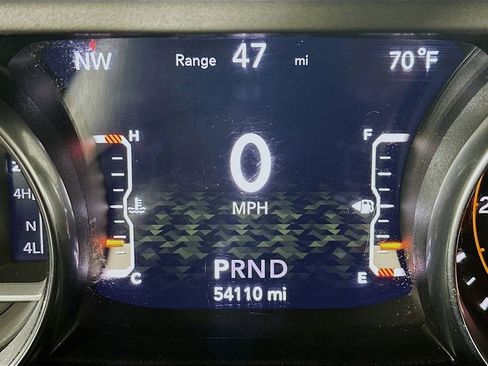 NW Range 47 mi 70°F
H F
0
4H
MPH
N
4L
PRND
C E
54110 mi